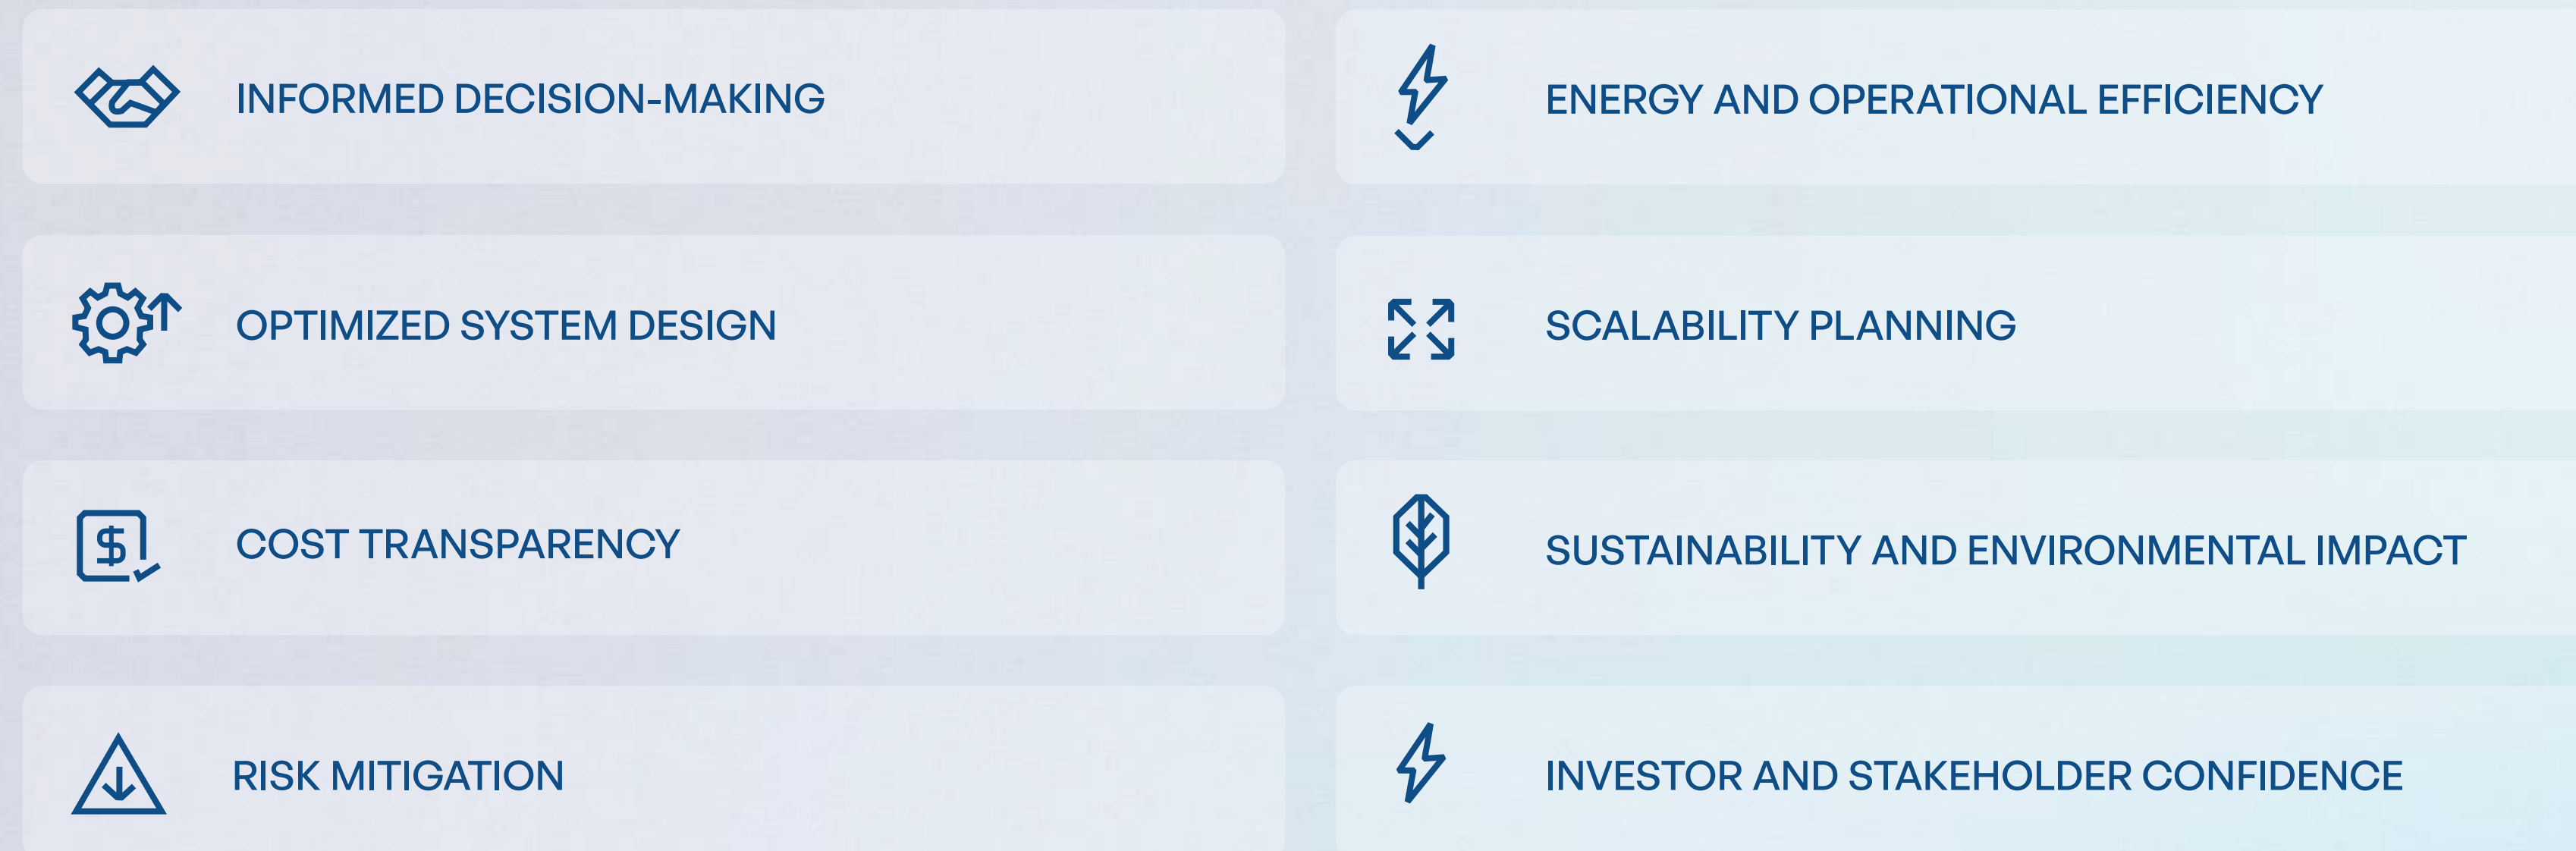 INFORMED DECISION-MAKING
ENERGY AND OPERATIONAL EFFICIENCY
OPTIMIZED SYSTEM DESIGN
SCALABILITY PLANNING
$
COST TRANSPARENCY
SUSTAINABILITY AND ENVIRONMENTAL IMPACT
RISK MITIGATION
INVESTOR AND STAKEHOLDER CONFIDENCE